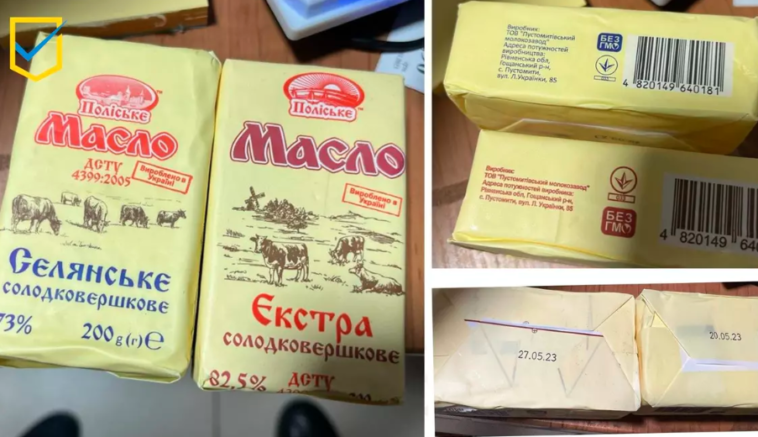 Поліське
Масло
ДСТУ
4399:2005
Вироблено в
Україні
Селянське
солодковершкове
73%
200 g (г) e
Поліське
Масло
Вироблено в
Україні
Екстра
солодковершкове
82.5% ДСТУ
Виробник:
ТОВ "Пустомитівський
молокозавод"
Адреса потужностей
виробництва:
Рівненська обл,
Гощанський р-н,
с. Пустомити,
вул. Л.Українки, 85
БЕЗ
ГМО
4 820149 640181
Виробник:
ТОВ "Пустомитівський молокозавод"
Адреса потужностей виробника:
Рівненська обл, Гощанський р-н,
с. Пустомити, вул. Л. Українки, 85
БЕЗ
ГМО
4 820149 640
27.05.23
20.05.23